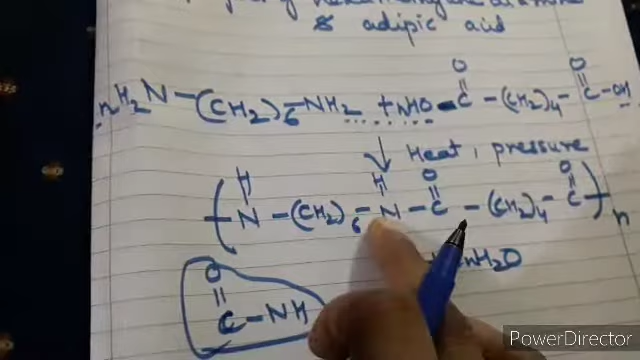 & adipic acid
nH2N-(CH2)6-NH2 + nHO-C-(CH2)4-C-OH
O O
Heat, pressure
H H O O
(N-(CH2)6-N-C-(CH2)4-C)n
nH2O
O
C-NH
PowerDirector